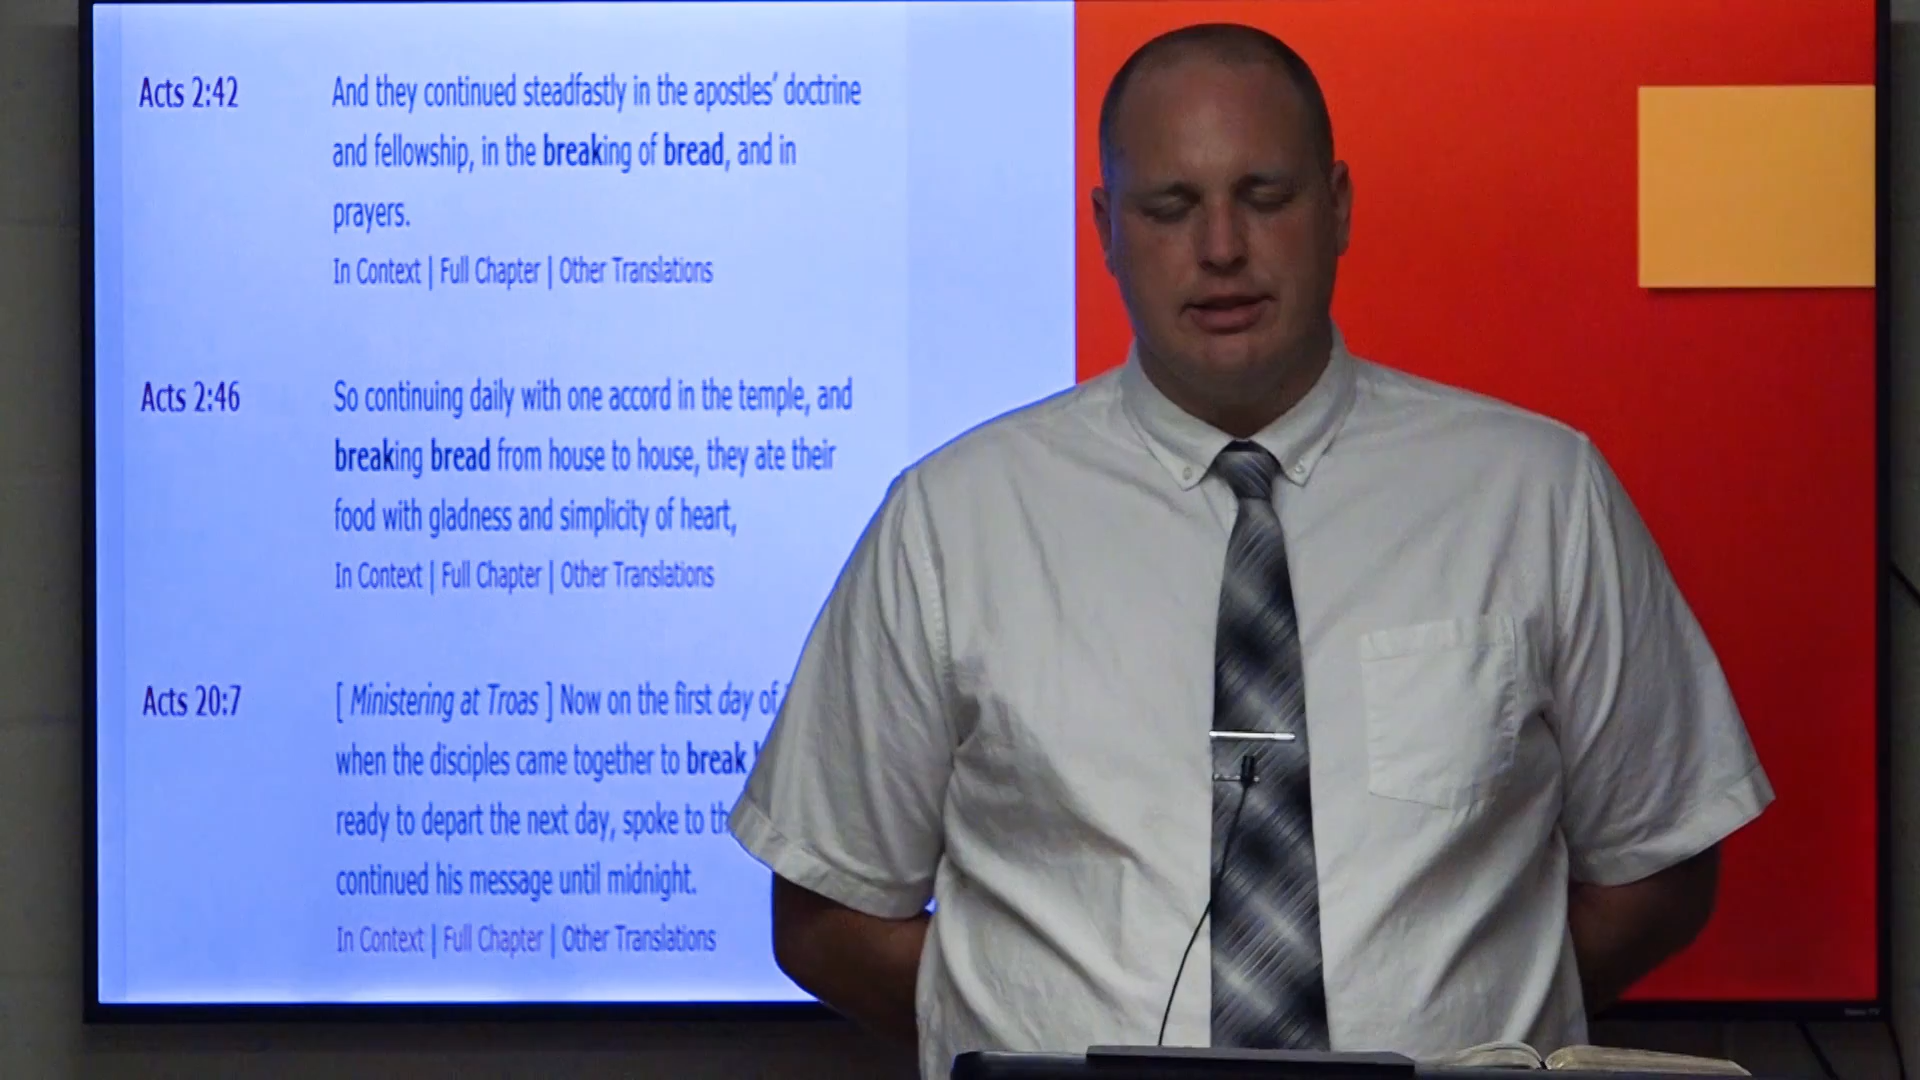 Acts 2:42
And they continued steadfastly in the apostles’ doctrine
and fellowship, in the breaking of bread, and in
prayers.
In Context | Full Chapter | Other Translations
Acts 2:46
So continuing daily with one accord in the temple, and
breaking bread from house to house, they ate their
food with gladness and simplicity of heart,
In Context | Full Chapter | Other Translations
Acts 20:7
[ Ministering at Troas ] Now on the first day of
when the disciples came together to break
ready to depart the next day, spoke to
continued his message until midnight.
In Context | Full Chapter | Other Translations